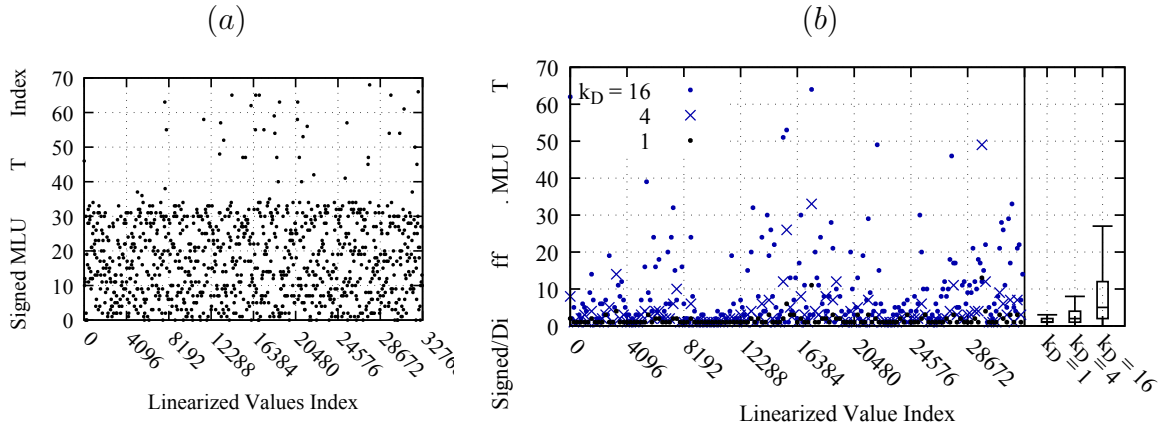 (a)
Signed MLU T Index
70
60
50
40
30
20
10
0
0 4096 8192 12288 16384 20480 24576 28672 3276
Linearized Values Index
(b)
Signed/Di ff . MLU T
70
60
50
40
30
20
10
0
k_D = 16
4
1
0 4096 8192 12288 16384 20480 24576 28672
k_D = 1 k_D = 4 k_D = 16
Linearized Value Index